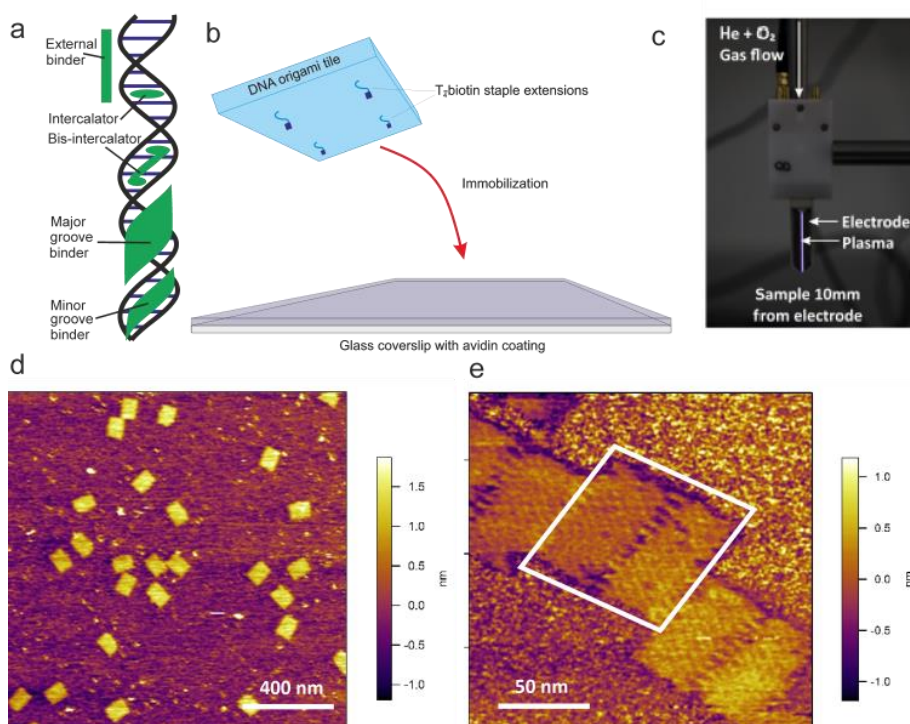 a
External
binder
Intercalator
Bis-intercalator
Major
groove
binder
Minor
groove
binder
b
DNA origami tile
T₂biotin staple extensions
Immobilization
Glass coverslip with avidin coating
c
He + O₂
Gas flow
Electrode
Plasma
Sample 10mm
from electrode
d
400 nm
1.5
1.0
0.5
0.0
-0.5
-1.0
nm
e
50 nm
1.0
0.5
0.0
-0.5
-1.0
nm